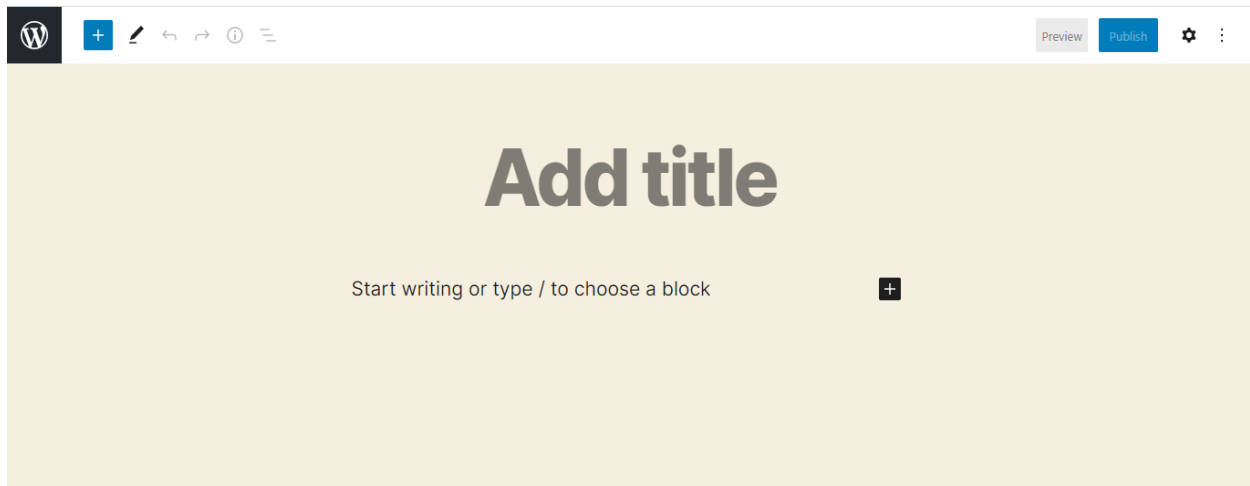 Preview Publish
Add title
Start writing or type / to choose a block